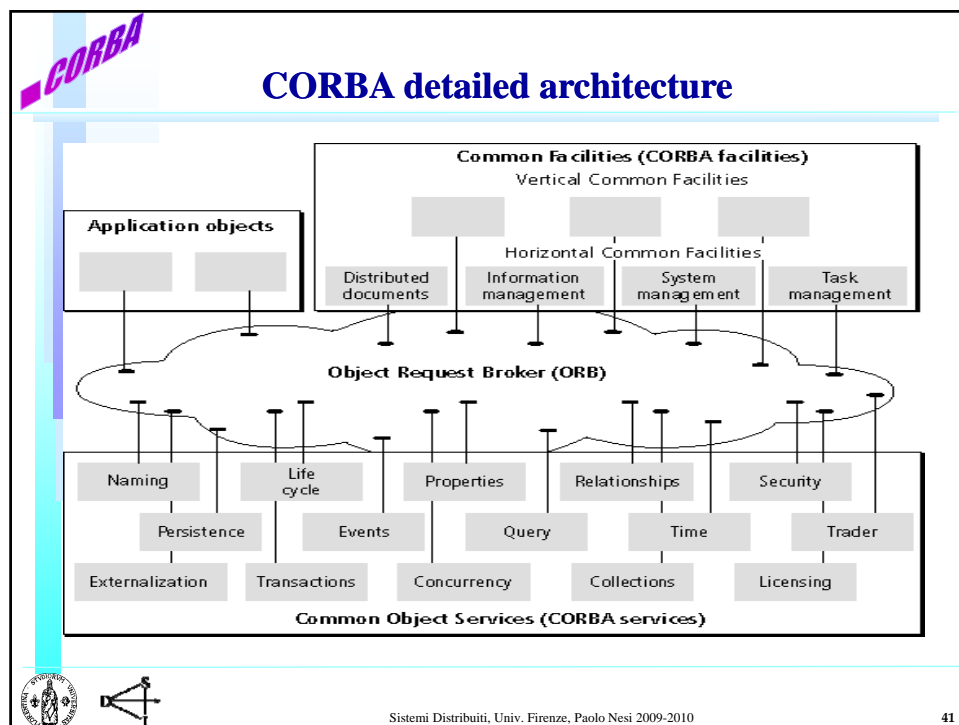 CORBA
CORBA detailed architecture
Common Facilities (CORBA facilities)
Vertical Common Facilities
Application objects
Horizontal Common Facilities
Distributed
documents
Information
management
System
management
Task
management
Object Request Broker (ORB)
Naming
Life
cycle
Properties
Relationships
Security
Persistence
Events
Query
Time
Trader
Externalization
Transactions
Concurrency
Collections
Licensing
Common Object Services (CORBA services)
D S I
Sistemi Distribuiti, Univ. Firenze, Paolo Nesi 2009-2010
41